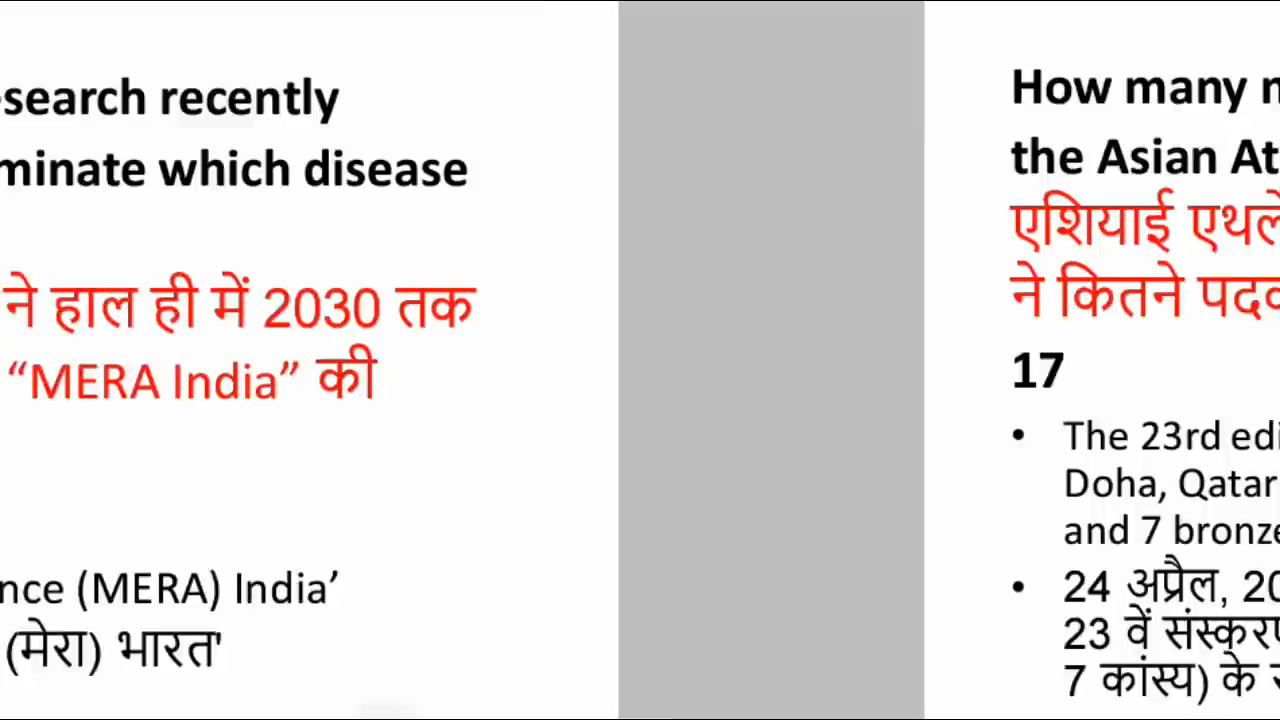 search recently
minate which disease
ने हाल ही में 2030 तक
“MERA India” की
nce (MERA) India’
(मेरा) भारत'
How many
the Asian At
एशियाई एथले
ने कितने पदक
17
• The 23rd edi
Doha, Qatar
and 7 bronze
• 24 अप्रैल, 20
23 वें संस्करण
7 कांस्य) के